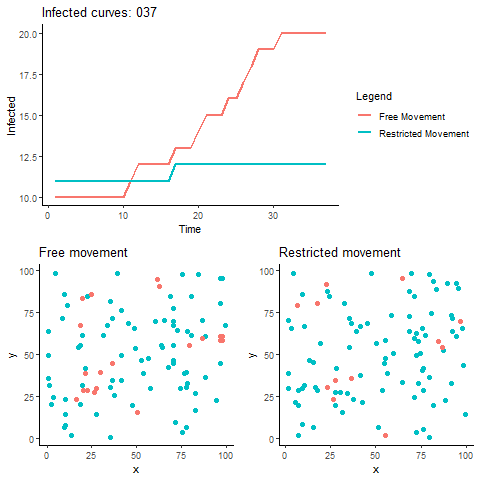 Infected curves: 037
20.0
17.5
15.0
12.5
10.0
Infected
0 10 20 30
Time
Legend
Free Movement
Restricted Movement
Free movement
100
75
50
25
0
y
0 25 50 75 100
x
Restricted movement
100
75
50
25
0
y
0 25 50 75 100
x